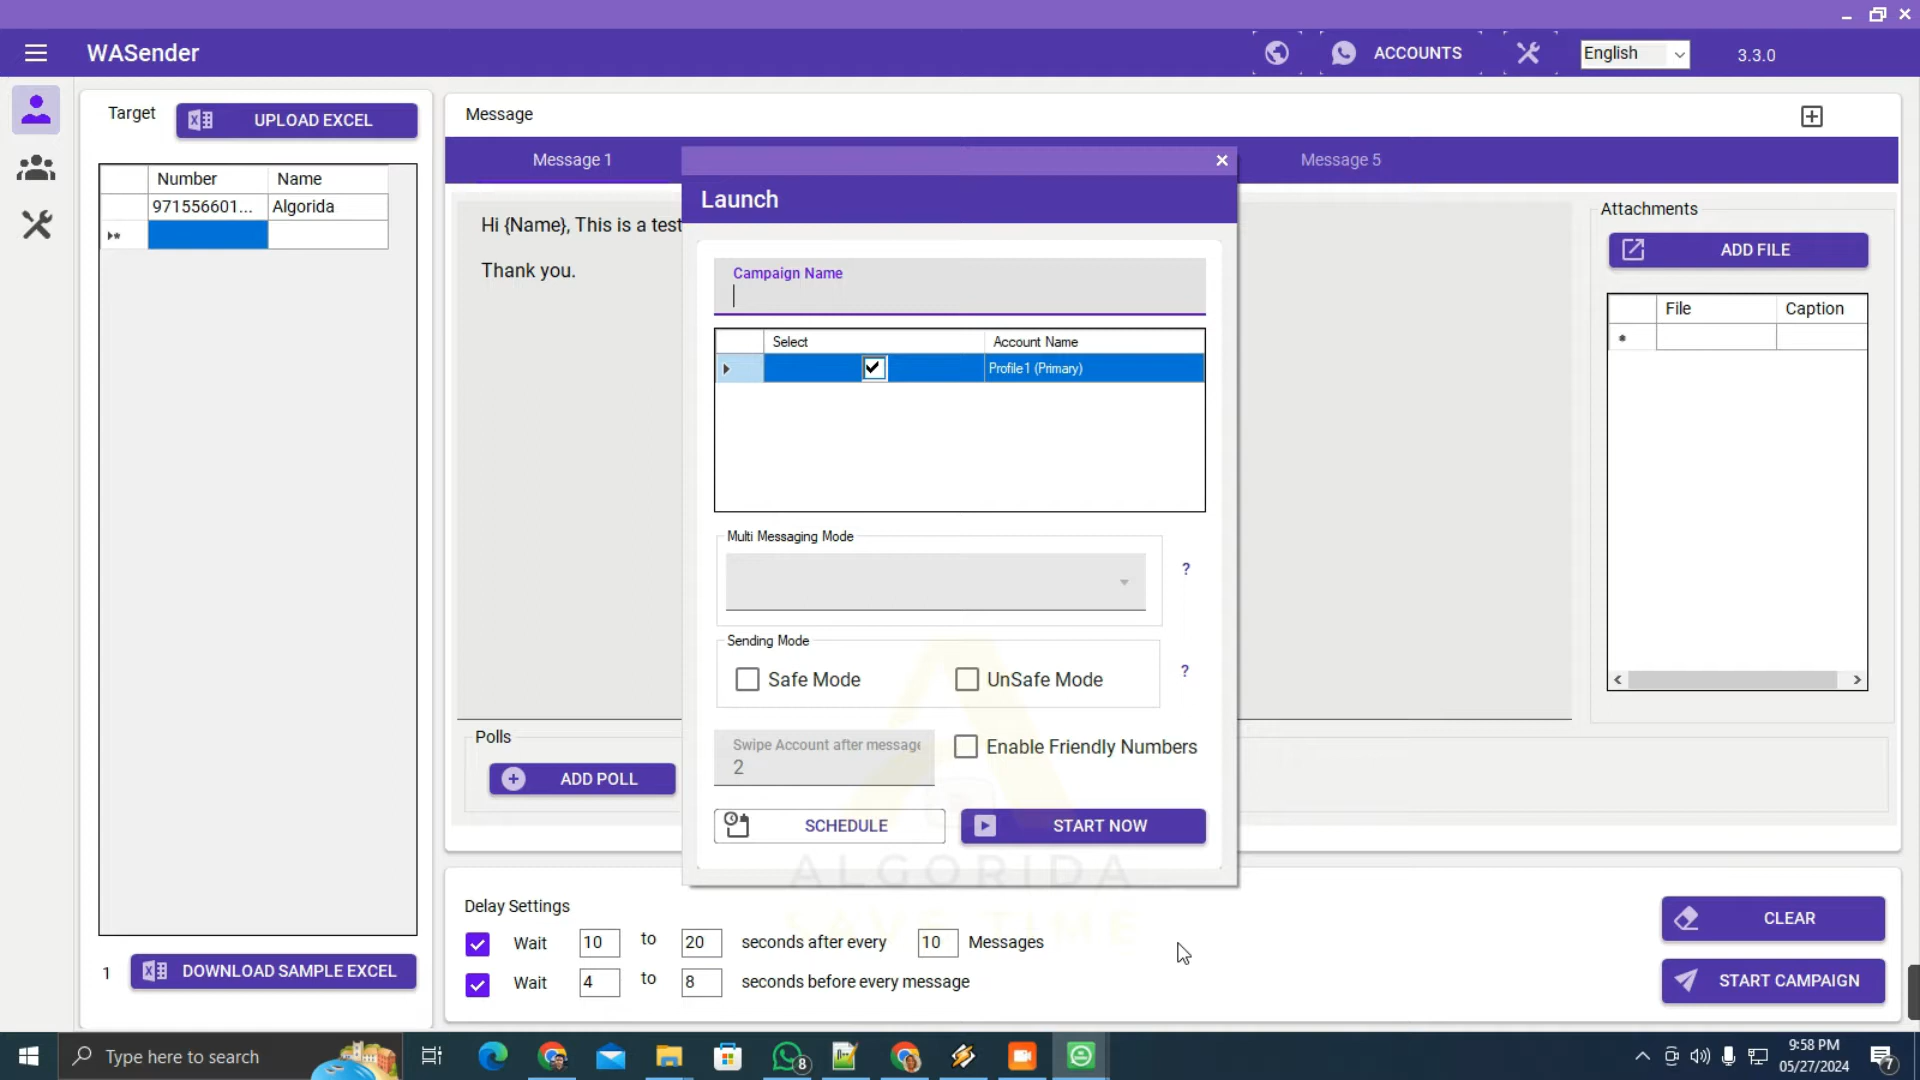 WASender
ACCOUNTS
English
3.3.0
Target
UPLOAD EXCEL
Number
Name
971556601...
Algorida
1
DOWNLOAD SAMPLE EXCEL
Message
Message 1
Message 5
Hi {Name}, This is a test
Thank you.
Attachments
ADD FILE
File
Caption
Polls
ADD POLL
Launch
Campaign Name
Select
Account Name
Profile1 (Primary)
Multi Messaging Mode
?
Sending Mode
Safe Mode
UnSafe Mode
?
Swipe Account after message
2
Enable Friendly Numbers
SCHEDULE
START NOW
ALGORIDA
SAVE TIME
Delay Settings
Wait 10 to 20 seconds after every 10 Messages
Wait 4 to 8 seconds before every message
CLEAR
START CAMPAIGN
Type here to search
8
9:58 PM
05/27/2024
7